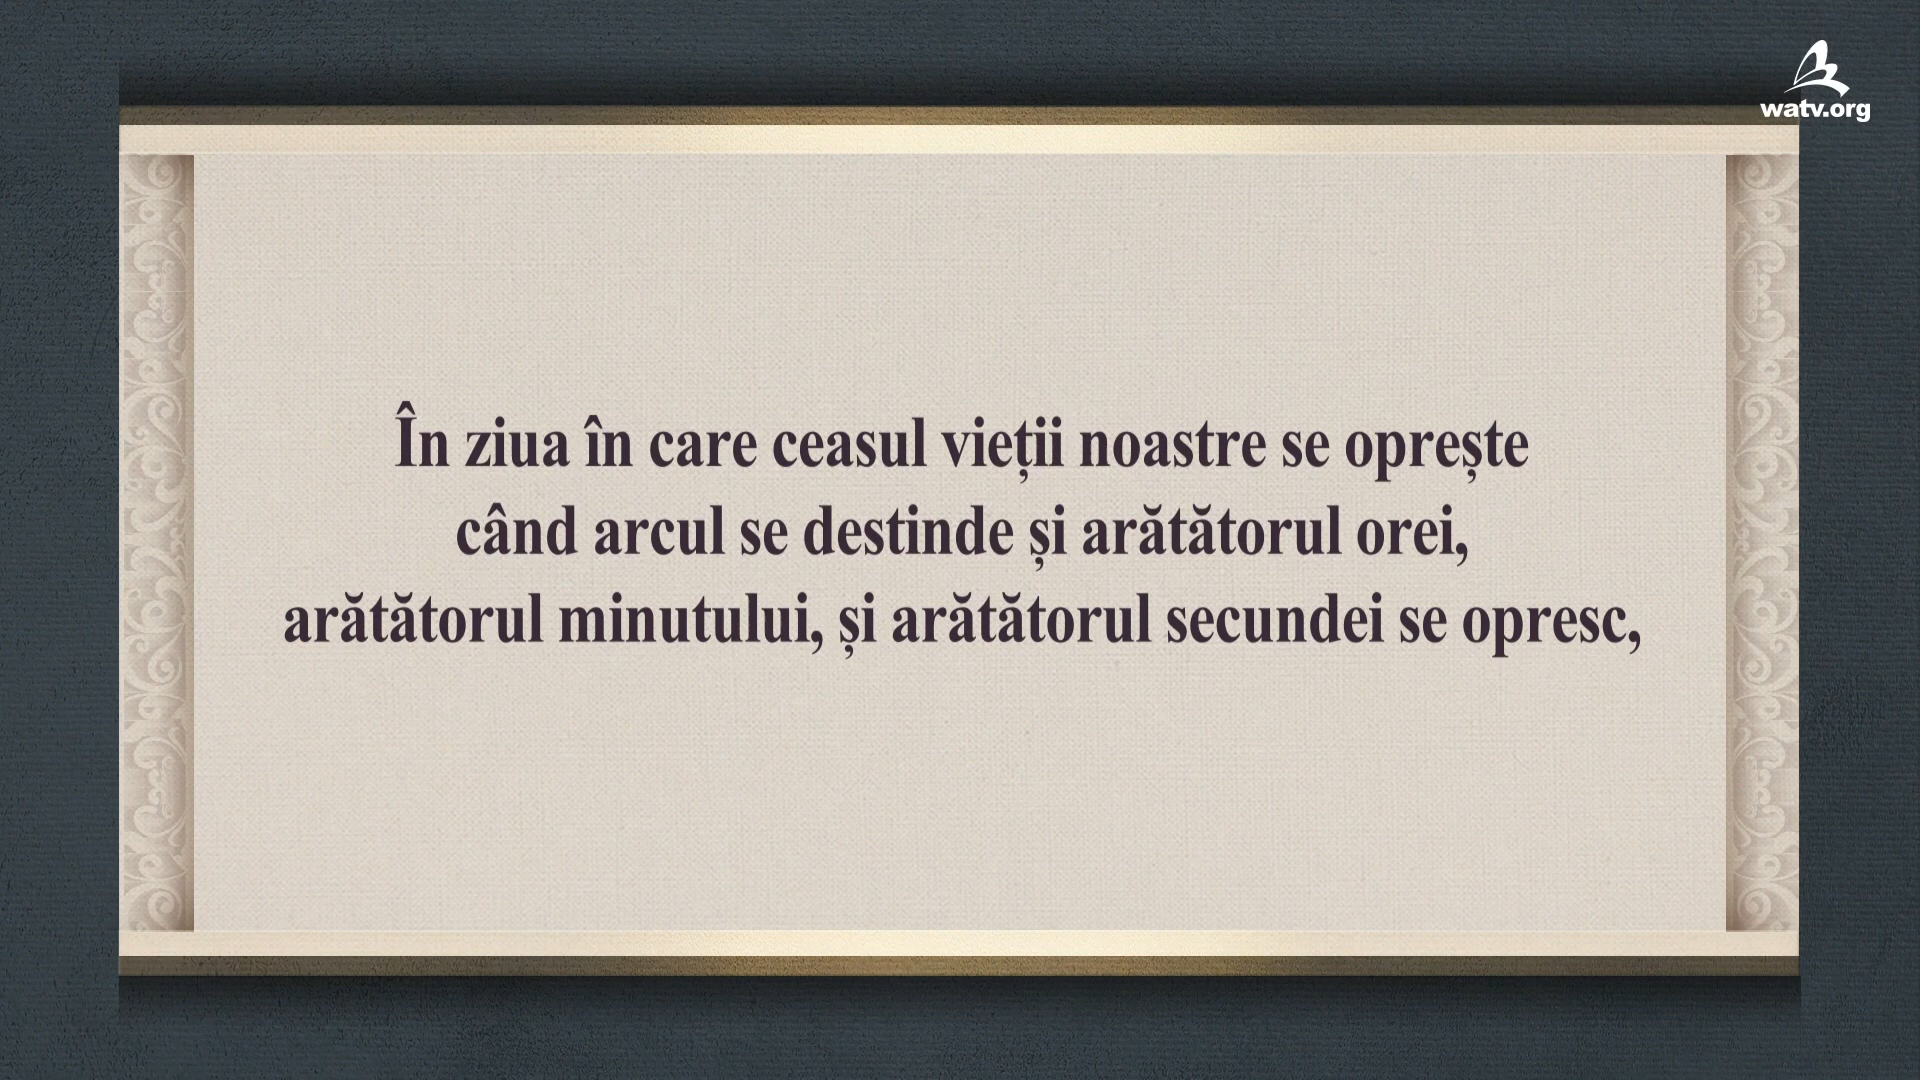 watv.org
În ziua în care ceasul vieții noastre se oprește
când arcul se destinde și arătătorul orei,
arătătorul minutului, și arătătorul secundei se opresc,